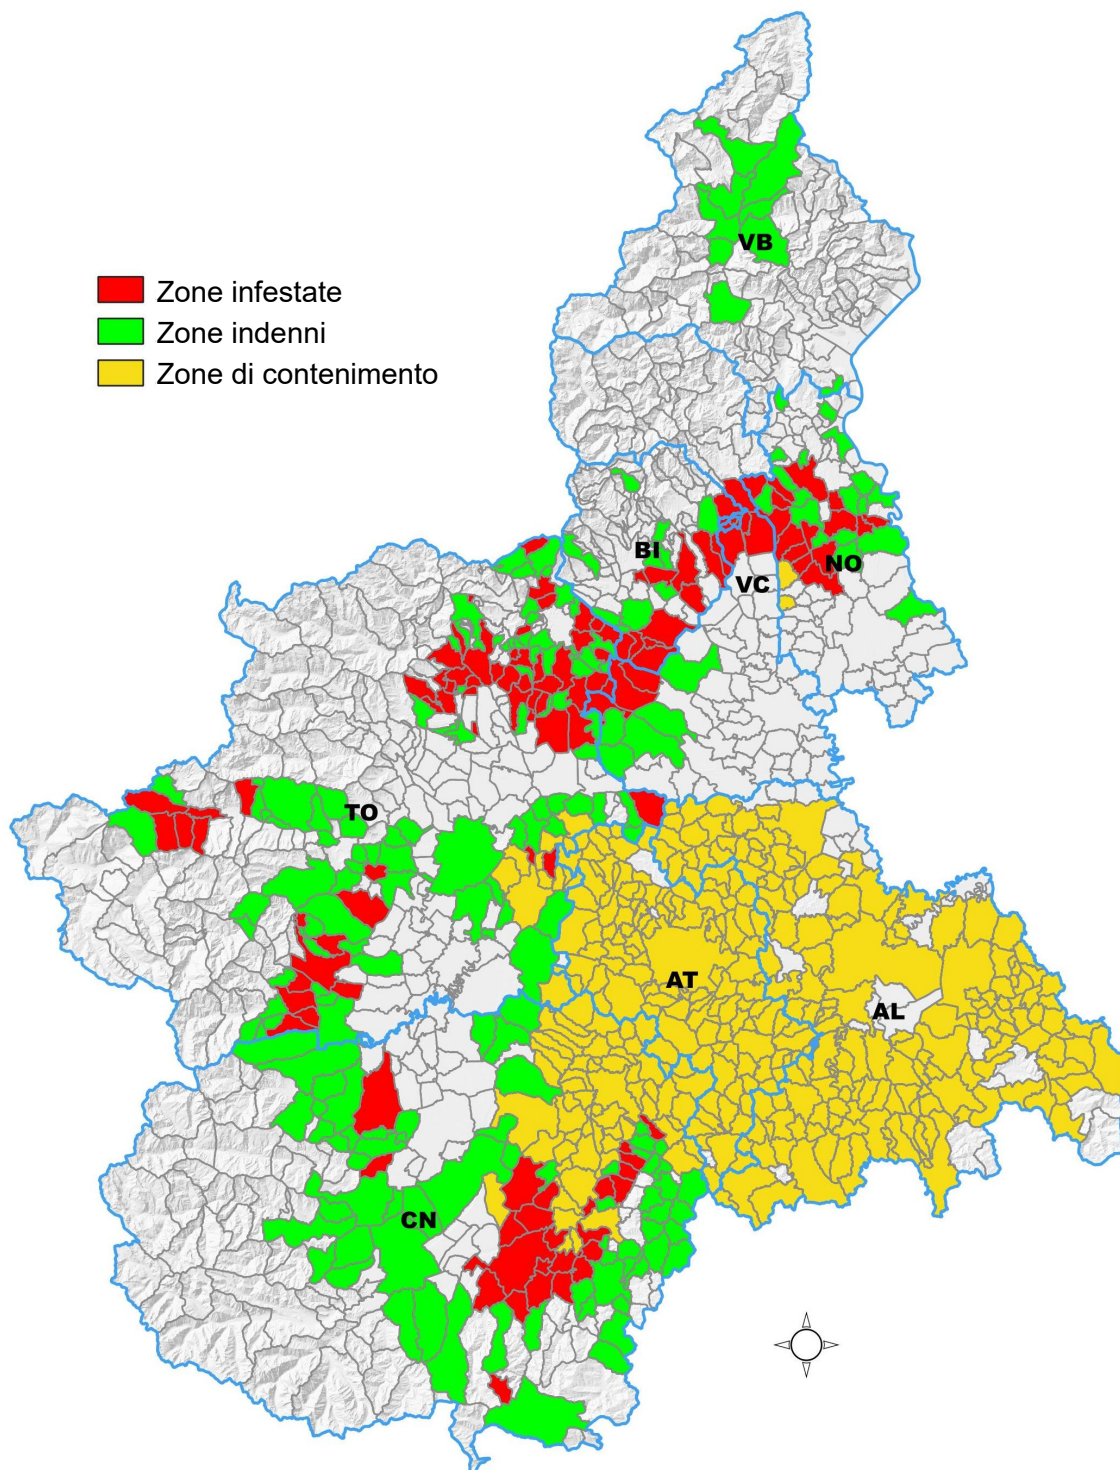 VB
Zone infestate
Zone indenni
Zone di contenimento
BI
NO
VC
TO
AT
AL
CN